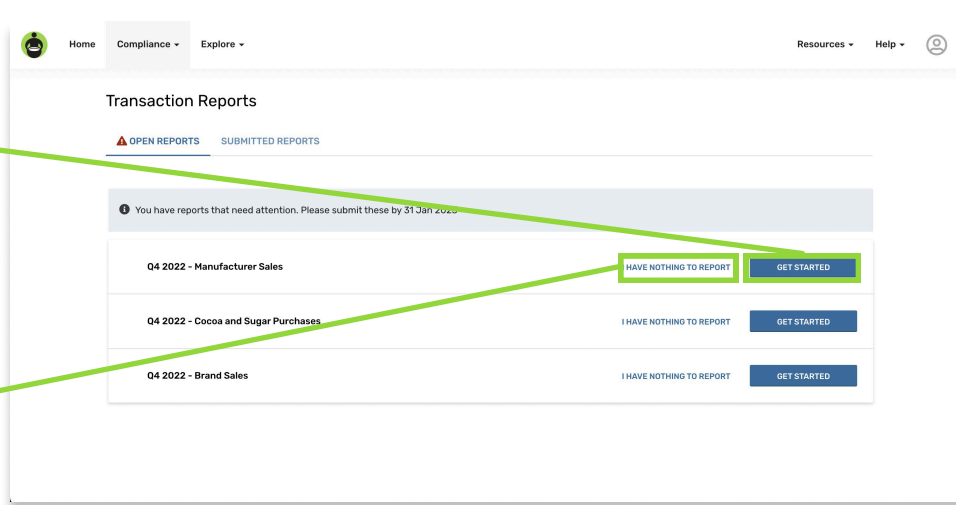 Home Compliance Explore Resources Help
Transaction Reports
OPEN REPORTS SUBMITTED REPORTS
You have reports that need attention. Please submit these by 31 Jan 2023
Q4 2022 - Manufacturer Sales HAVE NOTHING TO REPORT GET STARTED
Q4 2022 - Cocoa and Sugar Purchases I HAVE NOTHING TO REPORT GET STARTED
Q4 2022 - Brand Sales I HAVE NOTHING TO REPORT GET STARTED